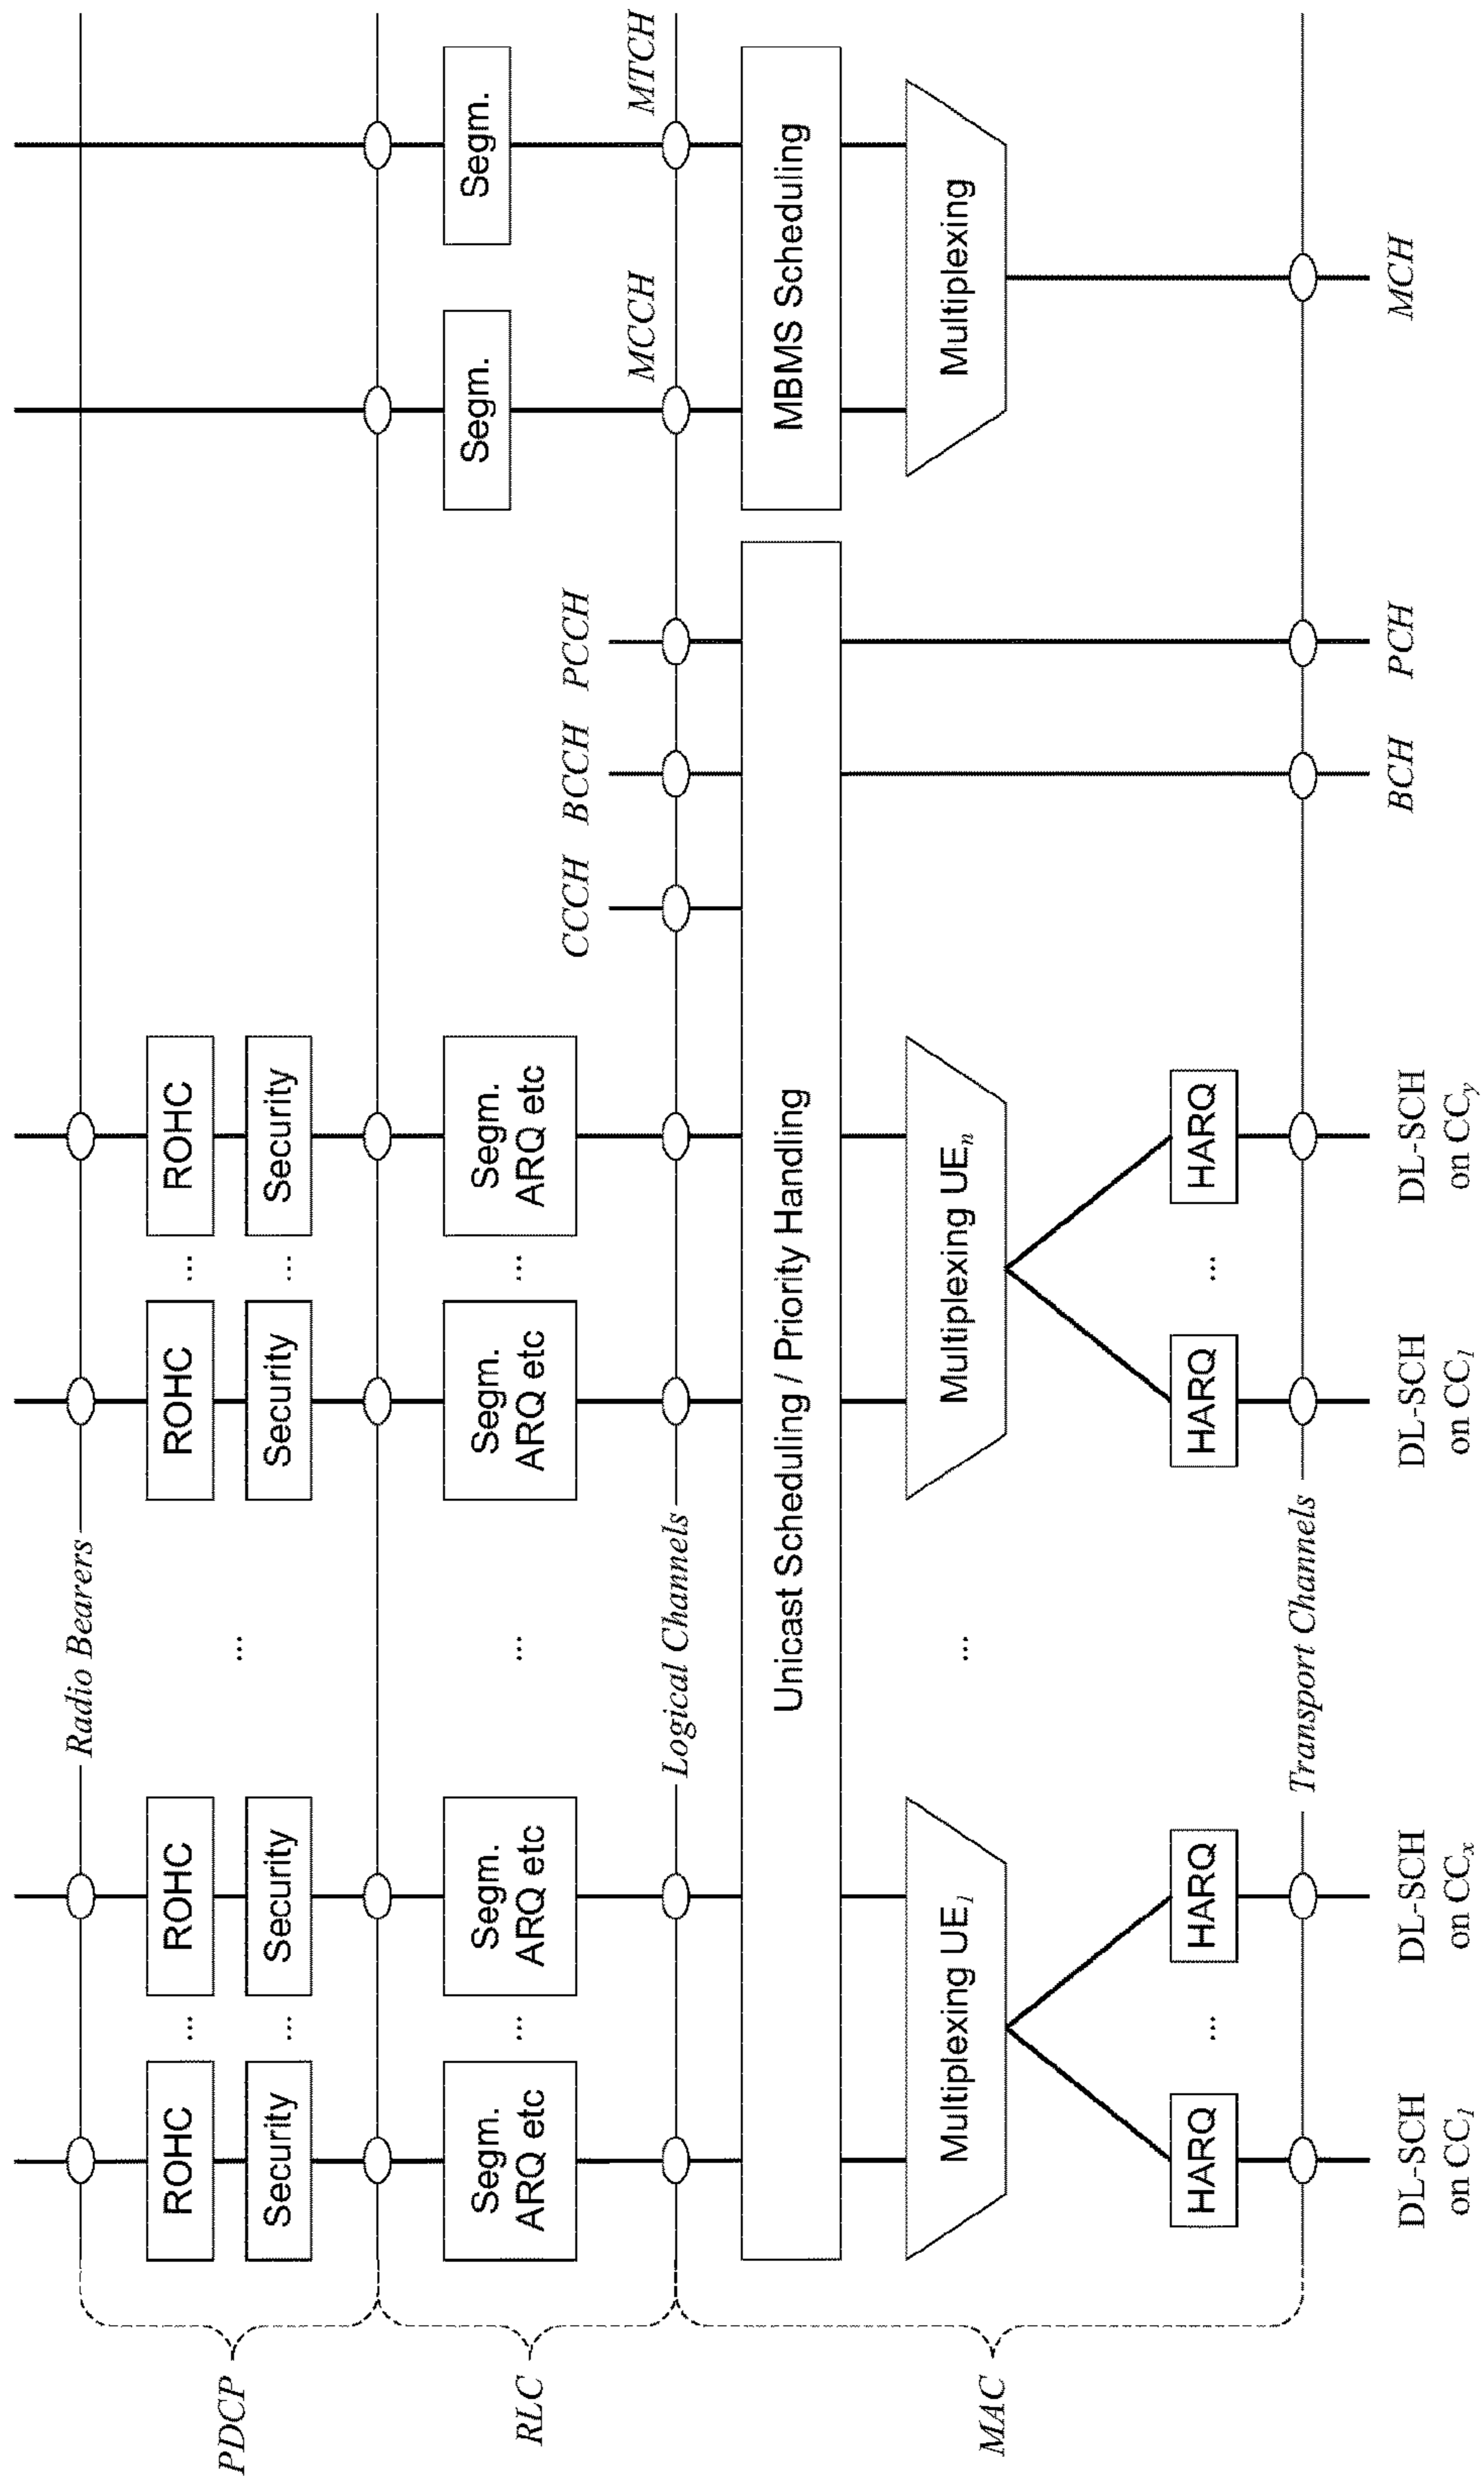 Radio Bearers
ROHC ... ROHC ROHC ... ROHC
PDCP ...
Security ... Security Security ... Security
Segm. Segm. Segm. Segm. Segm. Segm.
RLC ARQ etc ... ARQ etc ... ARQ etc ... ARQ etc
CCCH BCCH PCCH
MCCH MTCH
Logical Channels
Unicast Scheduling / Priority Handling MBMS Scheduling
Multiplexing UE1 ... Multiplexing UEn Multiplexing
MAC
HARQ ... HARQ HARQ ... HARQ
Transport Channels
DL-SCH DL-SCH DL-SCH DL-SCH BCH PCH MCH
on CC1 on CCx on CC1 on CCy